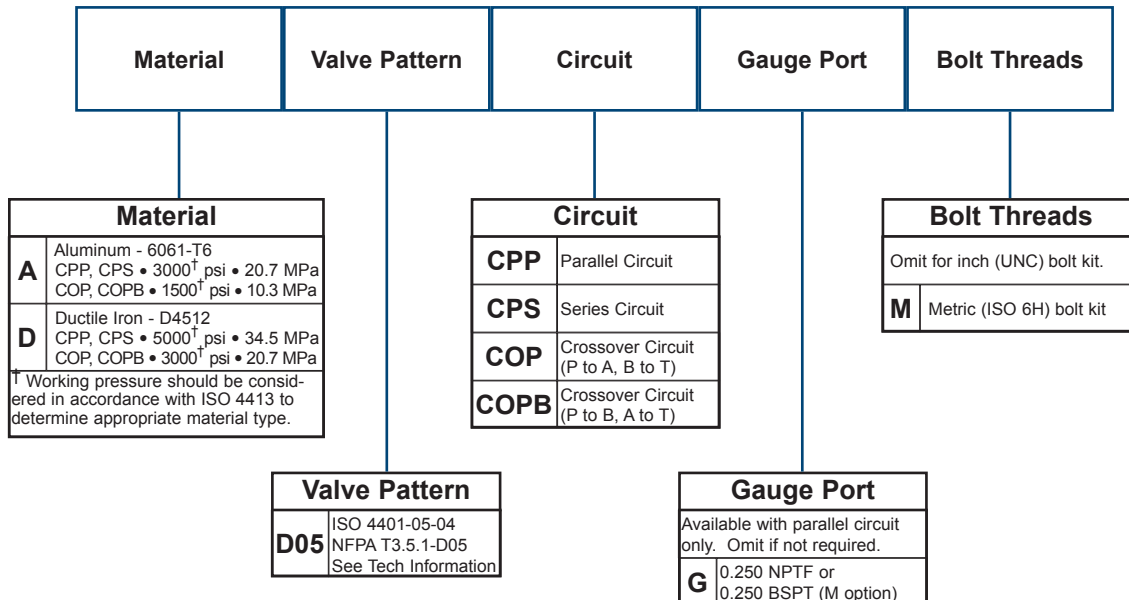 Material
Valve Pattern
Circuit
Gauge Port
Bolt Threads
Material
A
Aluminum - 6061-T6
CPP, CPS • 3000† psi • 20.7 MPa
COP, COPB • 1500† psi • 10.3 MPa
D
Ductile Iron - D4512
CPP, CPS • 5000† psi • 34.5 MPa
COP, COPB • 3000† psi • 20.7 MPa
† Working pressure should be consid-
ered in accordance with ISO 4413 to
determine appropriate material type.
Circuit
CPP Parallel Circuit
CPS Series Circuit
COP
Crossover Circuit
(P to A, B to T)
COPB
Crossover Circuit
(P to B, A to T)
Bolt Threads
Omit for inch (UNC) bolt kit.
M Metric (ISO 6H) bolt kit
Valve Pattern
D05
ISO 4401-05-04
NFPA T3.5.1-D05
See Tech Information
Gauge Port
Available with parallel circuit
only. Omit if not required.
G
0.250 NPTF or
0.250 BSPT (M option)